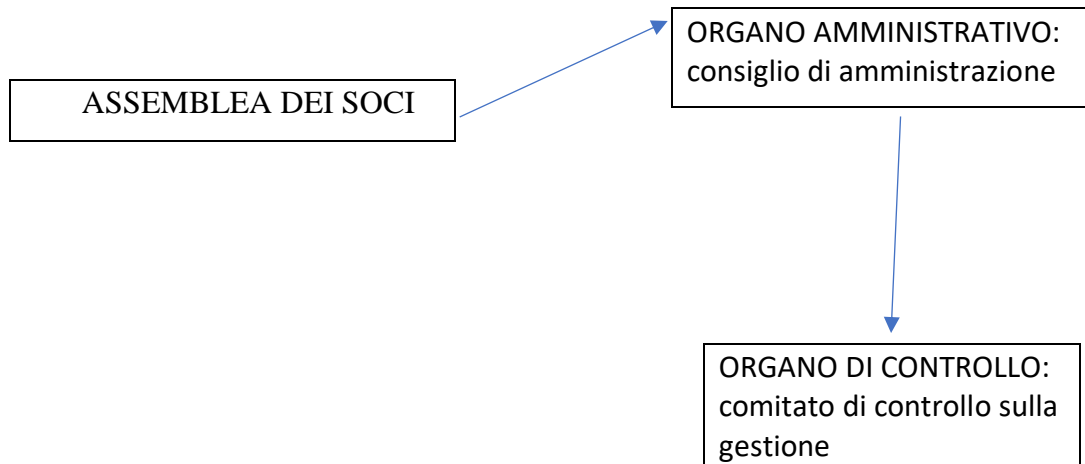 ORGANO AMMINISTRATIVO:
consiglio di amministrazione
ASSEMBLEA DEI SOCI
ORGANO DI CONTROLLO:
comitato di controllo sulla
gestione